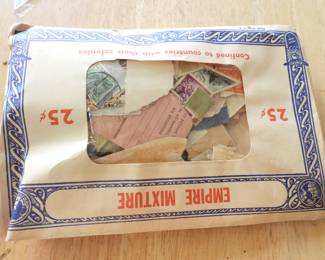 EMPIRE MIXTURE
25¢
25¢
Confined to countries with their colonies